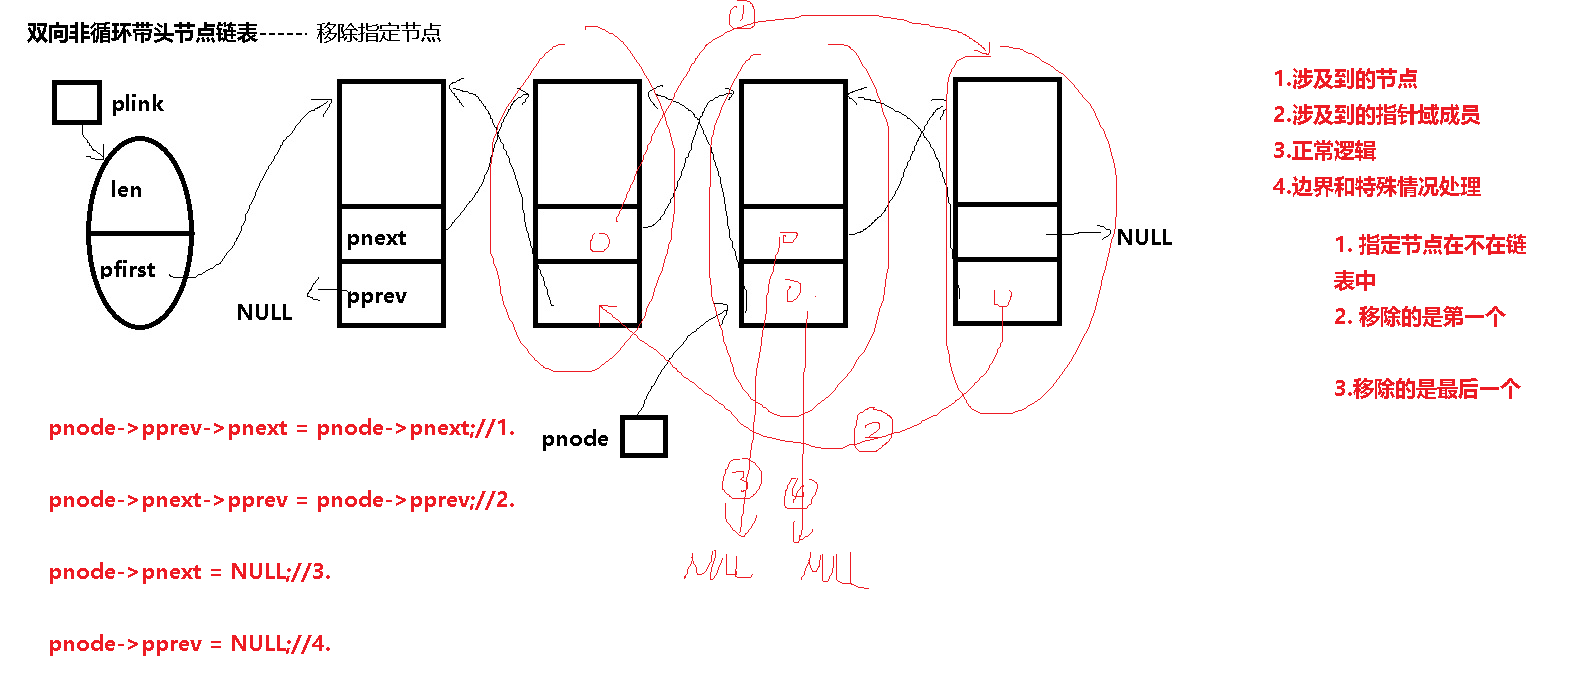 双向非循环带头节点链表------ 移除指定节点
①
plink
len
pfirst
pnext
pprev
NULL
NULL
pnode
②
③
④
NULL
NULL
1.涉及到的节点
2.涉及到的指针域成员
3.正常逻辑
4.边界和特殊情况处理
1. 指定节点在不在链
表中
2. 移除的是第一个
3.移除的是最后一个
pnode->pprev->pnext = pnode->pnext;//1.
pnode->pnext->pprev = pnode->pprev;//2.
pnode->pnext = NULL;//3.
pnode->pprev = NULL;//4.